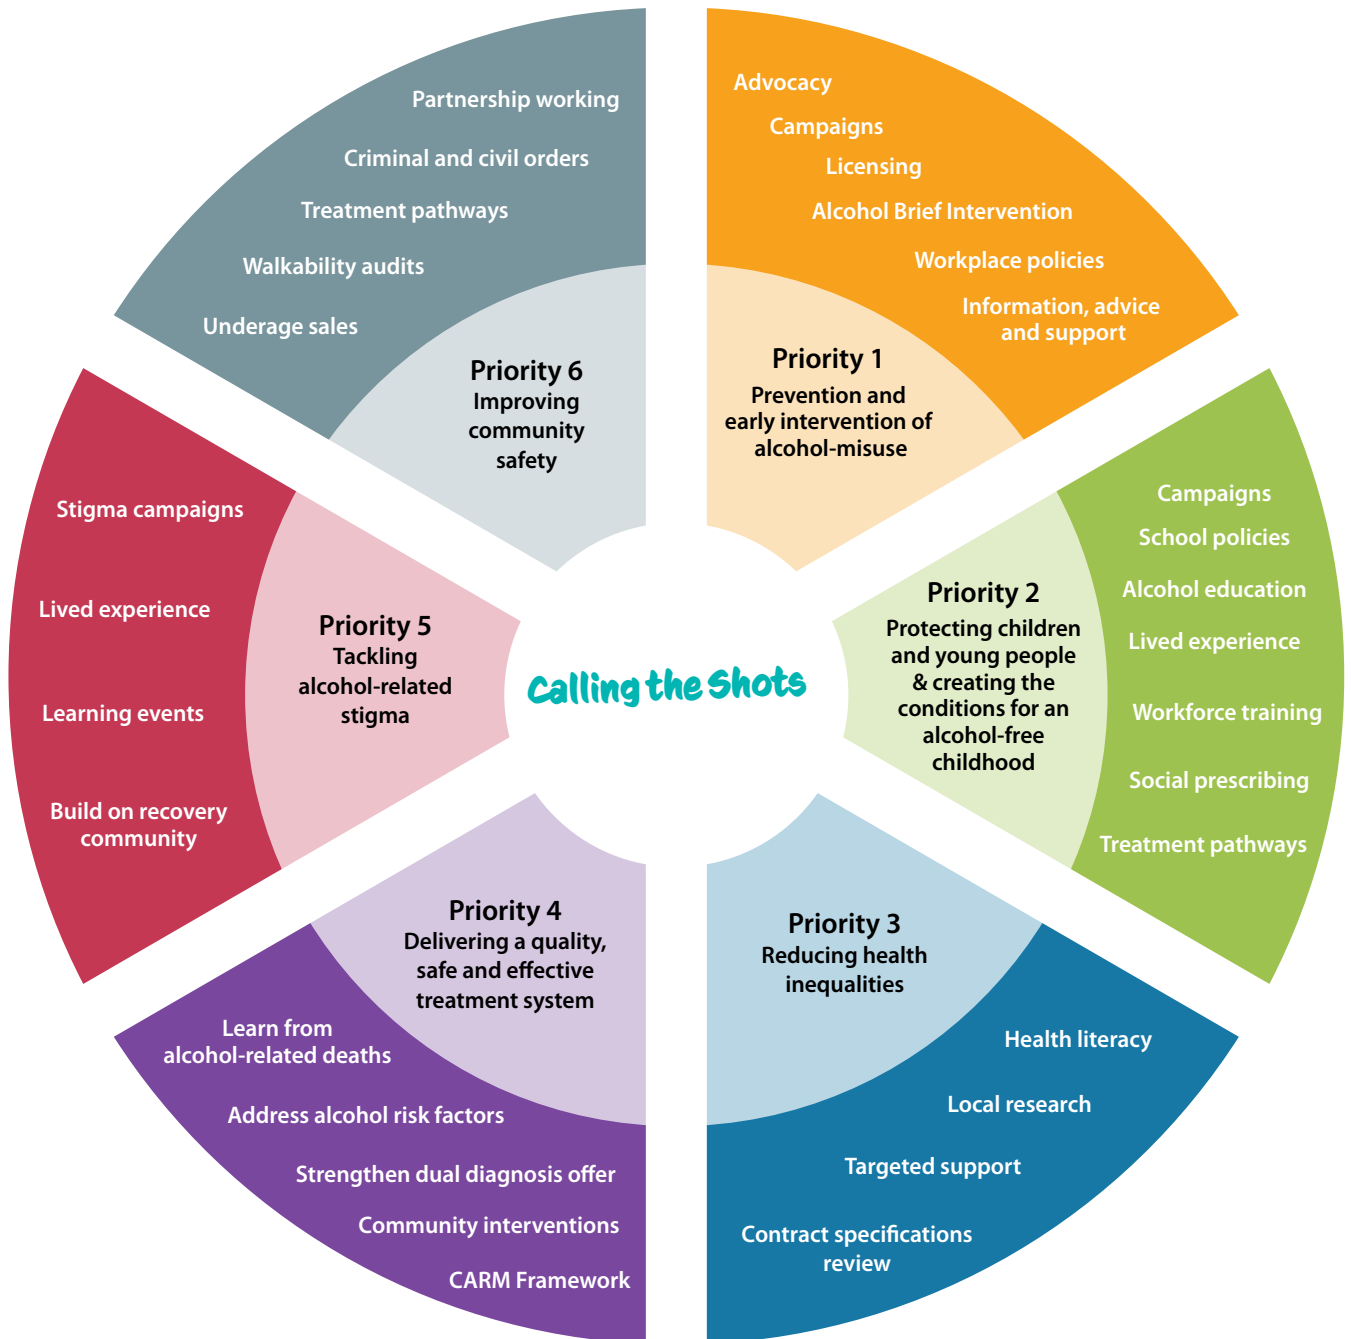 Calling the Shots
Priority 1
Prevention and
early intervention of
alcohol-misuse
Advocacy
Campaigns
Licensing
Alcohol Brief Intervention
Workplace policies
Information, advice
and support
Priority 2
Protecting children
and young people
& creating the
conditions for an
alcohol-free
childhood
Campaigns
School policies
Alcohol education
Lived experience
Workforce training
Social prescribing
Treatment pathways
Priority 3
Reducing health
inequalities
Health literacy
Local research
Targeted support
Contract specifications
review
Priority 4
Delivering a quality,
safe and effective
treatment system
Learn from
alcohol-related deaths
Address alcohol risk factors
Strengthen dual diagnosis offer
Community interventions
CARM Framework
Priority 5
Tackling
alcohol-related
stigma
Stigma campaigns
Lived experience
Learning events
Build on recovery
community
Priority 6
Improving
community
safety
Partnership working
Criminal and civil orders
Treatment pathways
Walkability audits
Underage sales